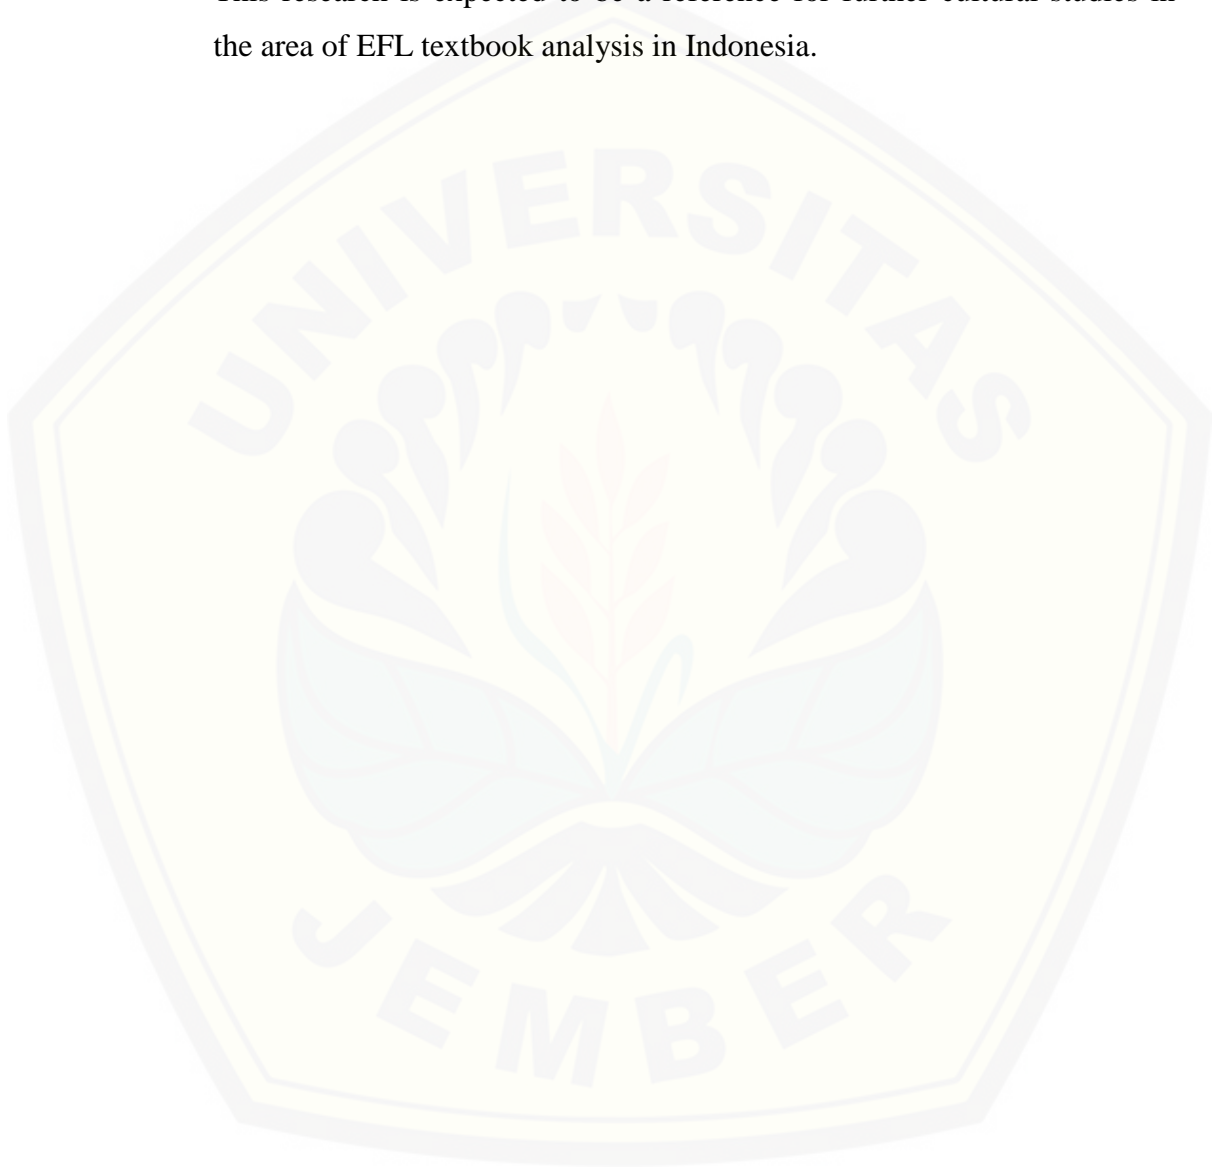 This research is expected to be a reference for further cultural studies in
the area of EFL textbook analysis in Indonesia.
UNIVERSITAS
JEMBER